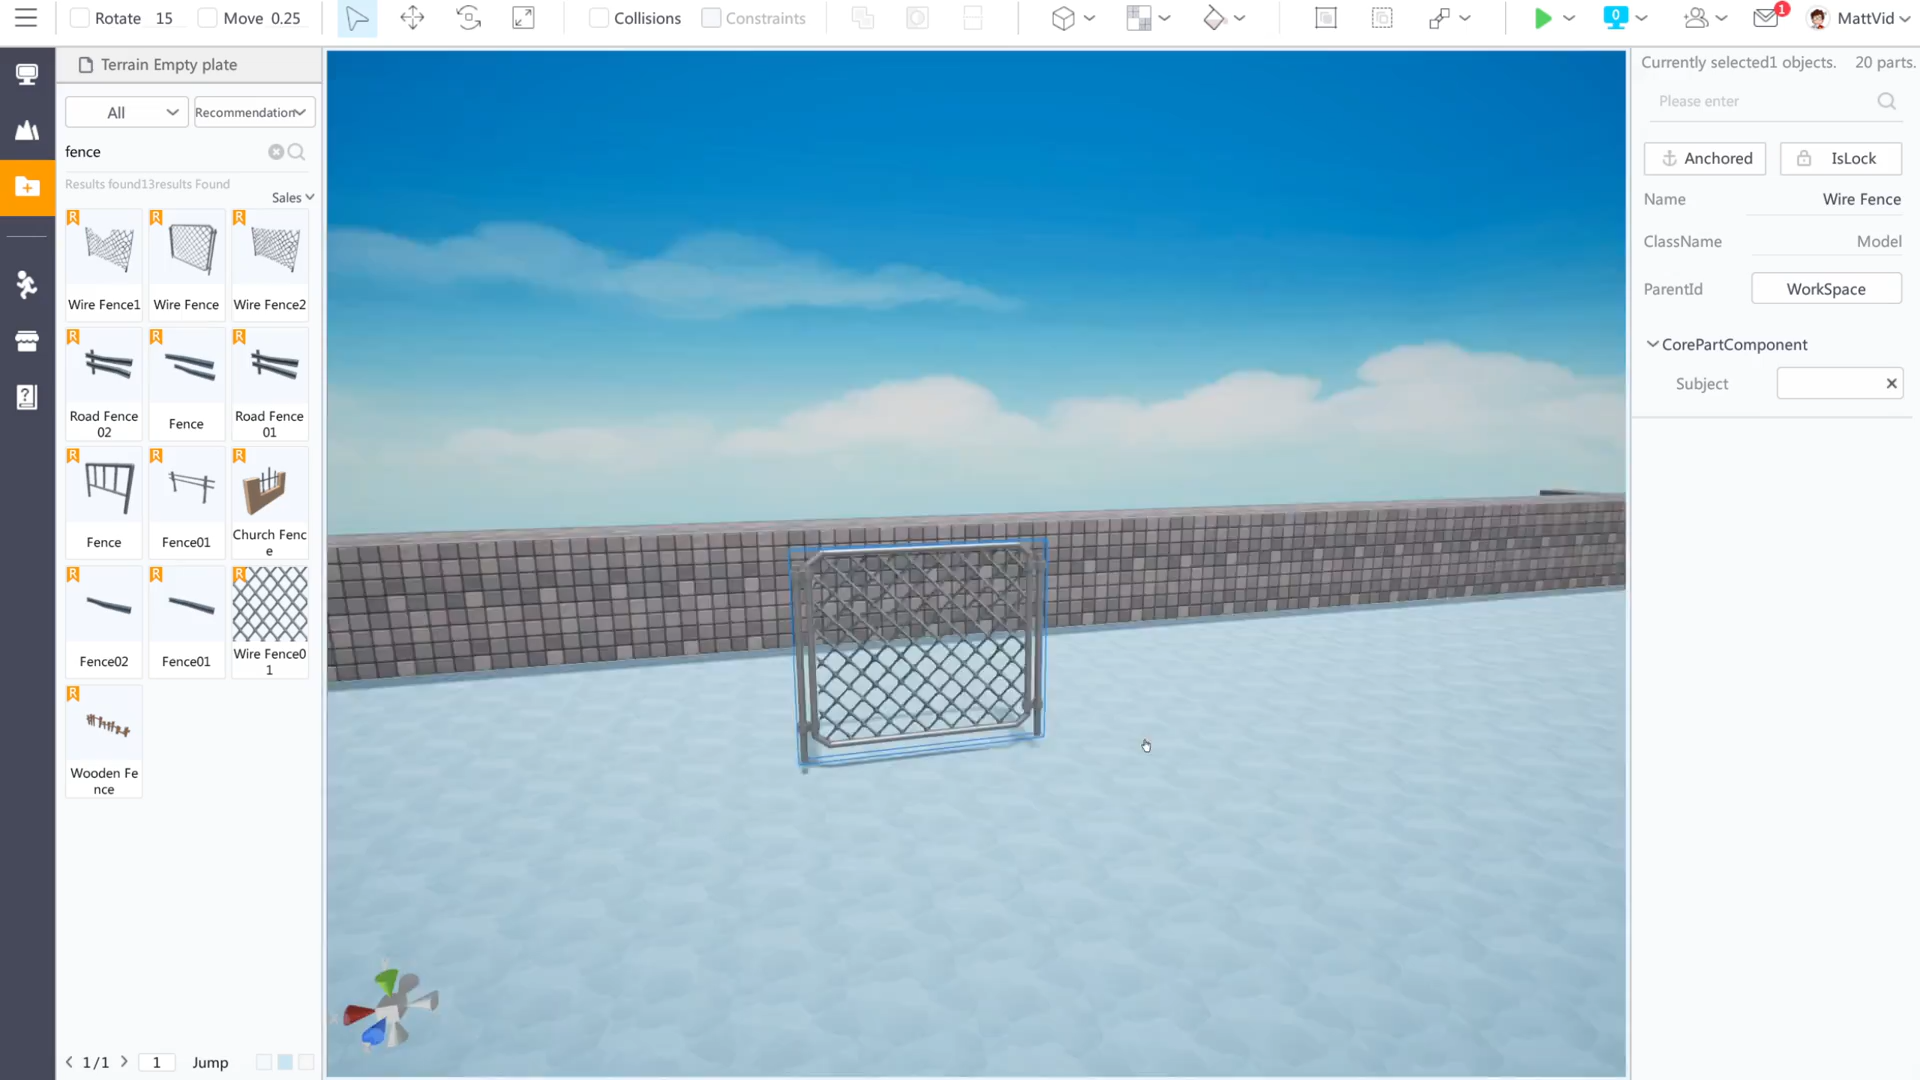 Rotate 15 Move 0.25 Collisions Constraints 0 1 MattVid
Terrain Empty plate
All Recommendation
fence
Results found13results Found
Sales
R R R
Wire Fence1 Wire Fence Wire Fence2
R R R
Road Fence
02
Fence
Road Fence
01
R R R
Fence Fence01
Church Fenc
e
R R R
Fence02 Fence01
Wire Fence0
1
R
Wooden Fe
nce
1/1 1 Jump
Currently selected1 objects. 20 parts.
Please enter
Anchored IsLock
Name Wire Fence
ClassName Model
ParentId WorkSpace
CorePartComponent
Subject